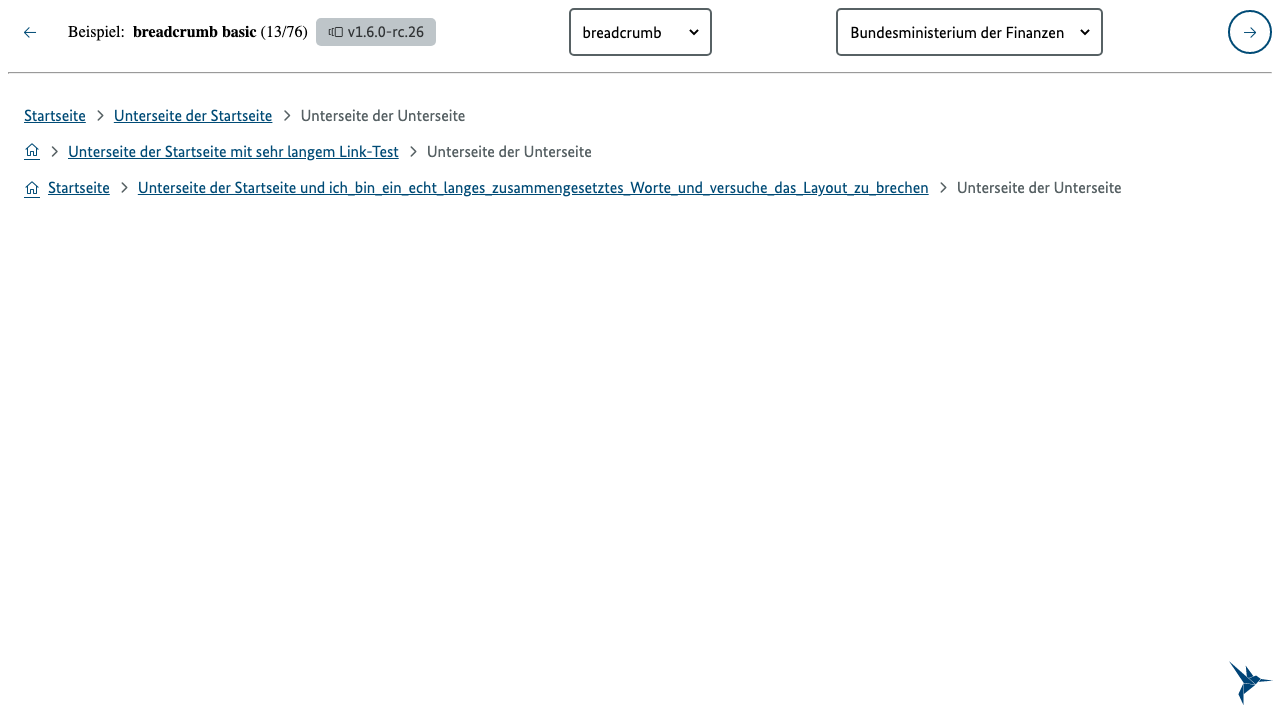 Beispiel: breadcrumb basic (13/76) v1.6.0-rc.26 breadcrumb Bundesministerium der Finanzen
Startseite Unterseite der Startseite Unterseite der Unterseite
Unterseite der Startseite mit sehr langem Link-Test Unterseite der Unterseite
Startseite Unterseite der Startseite und ich_bin_ein_echt_langes_zusammengesetztes_Worte_und_versuche_das_Layout_zu_brechen Unterseite der Unterseite